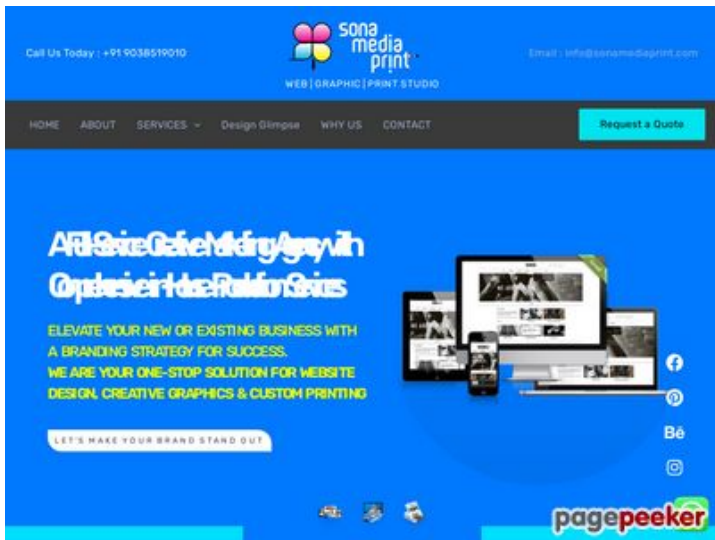 Call Us Today : +91 9038519010
sona
media
print
WEB | GRAPHIC | PRINT STUDIO
Email : info@sonamediaprint.com
HOME ABOUT SERVICES Design Glimpse WHY US CONTACT
Request a Quote
ELEVATE YOUR NEW OR EXISTING BUSINESS WITH
A BRANDING STRATEGY FOR SUCCESS.
WE ARE YOUR ONE-STOP SOLUTION FOR WEBSITE
DESIGN, CREATIVE GRAPHICS & CUSTOM PRINTING
LET'S MAKE YOUR BRAND STAND OUT
Bē
pagepeeker